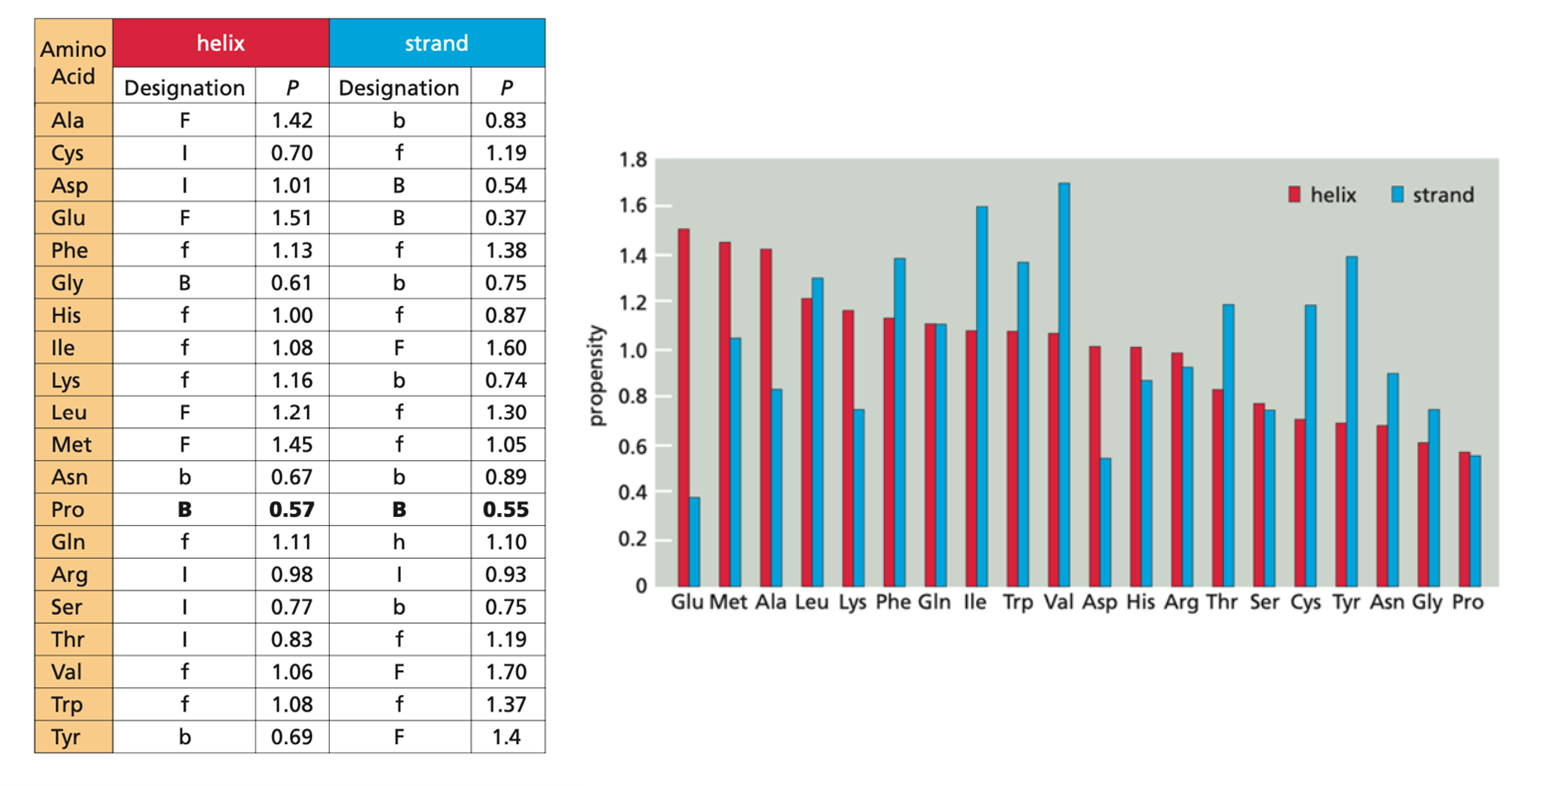 Amino Acid helix strand
Designation P Designation P
Ala F 1.42 b 0.83
Cys I 0.70 f 1.19
Asp I 1.01 B 0.54
Glu F 1.51 B 0.37
Phe f 1.13 f 1.38
Gly B 0.61 b 0.75
His f 1.00 f 0.87
Ile f 1.08 F 1.60
Lys f 1.16 b 0.74
Leu F 1.21 f 1.30
Met F 1.45 f 1.05
Asn b 0.67 b 0.89
Pro B 0.57 B 0.55
Gln f 1.11 h 1.10
Arg I 0.98 I 0.93
Ser I 0.77 b 0.75
Thr I 0.83 f 1.19
Val f 1.06 F 1.70
Trp f 1.08 f 1.37
Tyr b 0.69 F 1.4
helix strand
propensity
1.8
1.6
1.4
1.2
1.0
0.8
0.6
0.4
0.2
0
Glu Met Ala Leu Lys Phe Gln Ile Trp Val Asp His Arg Thr Ser Cys Tyr Asn Gly Pro